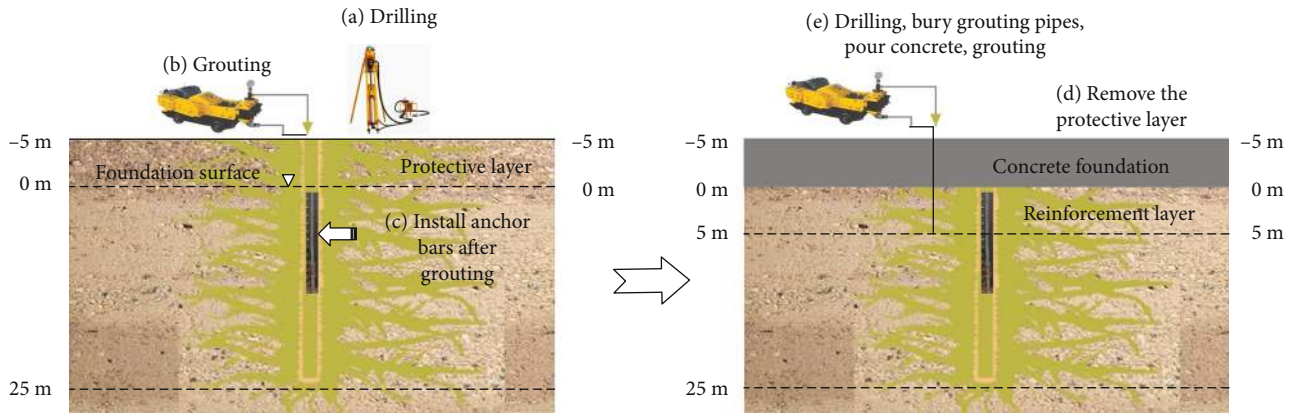 (a) Drilling
(b) Grouting
–5 m
–5 m
Foundation surface
Protective layer
0 m
0 m
(c) Install anchor
bars after
grouting
25 m
(e) Drilling, bury grouting pipes,
pour concrete, grouting
(d) Remove the
protective layer
–5 m
–5 m
Concrete foundation
0 m
0 m
Reinforcement layer
5 m
5 m
25 m
25 m